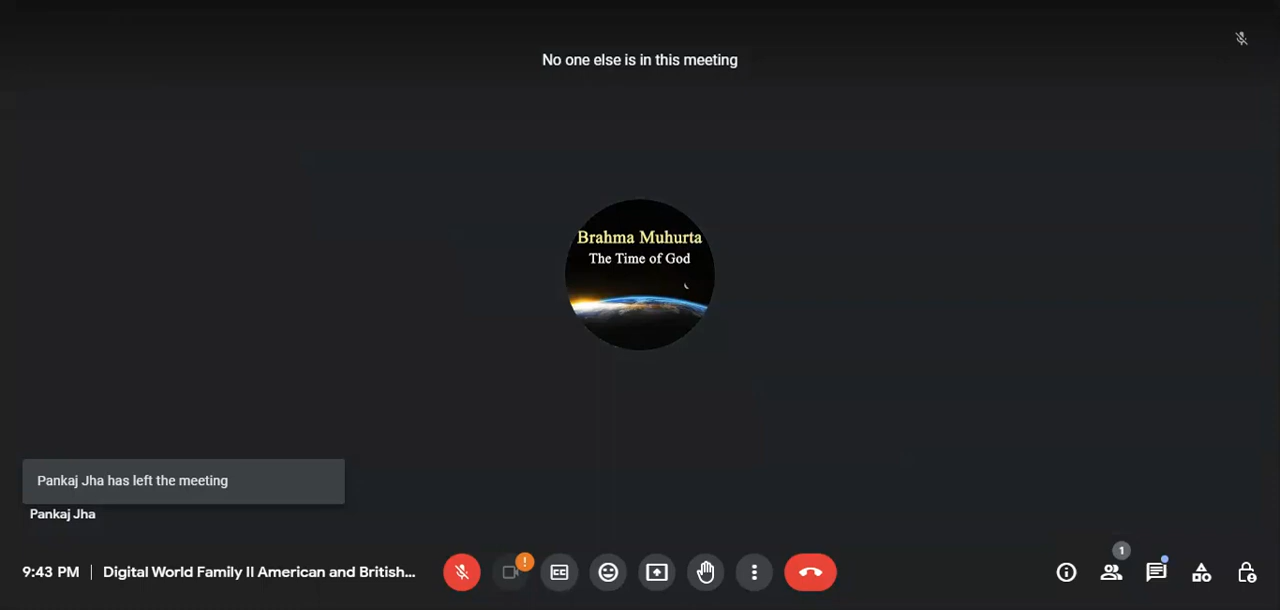 No one else is in this meeting
Brahma Muhurta
The Time of God
Pankaj Jha has left the meeting
Pankaj Jha
9:43 PM | Digital World Family II American and British...
!
CC
1